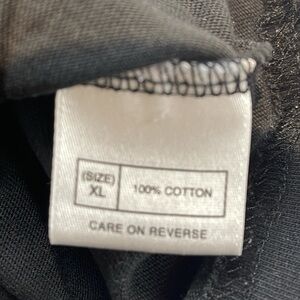 (SIZE)
XL
100% COTTON
CARE ON REVERSE